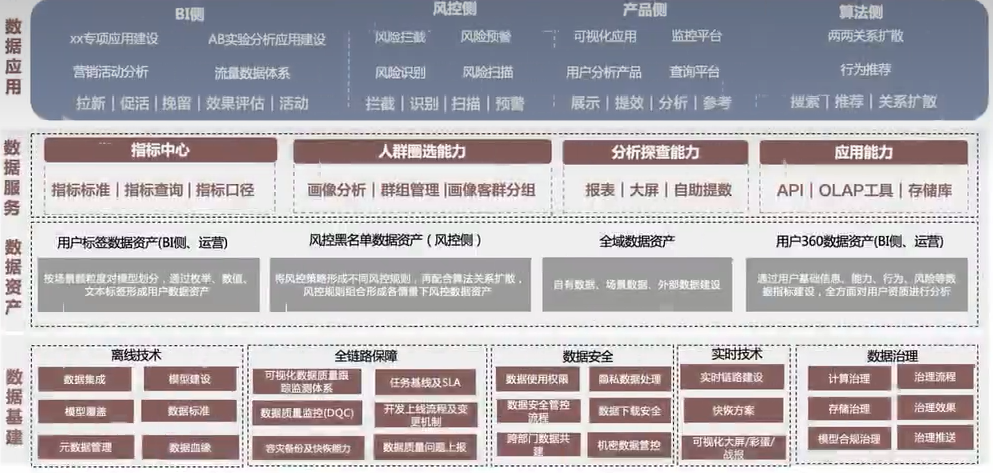 数据应用
BI侧
xx专项应用建设
AB实验分析应用建设
营销活动分析
流量数据体系
拉新｜促活｜挽留｜效果评估｜活动
风控侧
风险拦截
风险预警
风险识别
风险扫描
拦截｜识别｜扫描｜预警
产品侧
可视化应用
监控平台
用户分析产品
查询平台
展示｜提效｜分析｜参考
算法侧
两两关系扩散
行为推荐
搜索｜推荐｜关系扩散
数据服务
指标中心
指标标准｜指标查询｜指标口径
人群圈选能力
画像分析｜群组管理｜画像客群分组
分析探查能力
报表｜大屏｜自助提数
应用能力
API｜OLAP工具｜存储库
数据资产
用户标签数据资产(BI侧、运营)
按场景颗粒度对模型划分，通过枚举、数值、
文本标签形成用户数据资产
风控黑名单数据资产（风控侧）
将风控策略形成不同风控规则，再配合算法关系扩散，
风控规则组合形成各情景下风控数据资产
全域数据资产
自有数据、场景数据、外部数据建设
用户360数据资产(BI侧、运营)
通过用户基础信息、能力、行为、风险等数
据指标建设，全方面对用户资质进行分析
数据基建
离线技术
数据集成
模型建设
模型覆盖
数据标准
元数据管理
数据血缘
全链路保障
可视化数据质量跟
踪监测体系
任务基线及SLA
数据质量监控(DQC)
开发上线流程及变
更机制
容灾备份及快恢能力
数据质量问题上报
数据安全
数据使用权限
隐私数据处理
数据安全管控
流程
数据下载安全
跨部门数据共
建
机密数据管控
实时技术
实时链路建设
快恢方案
可视化大屏/彩蛋/
战报
数据治理
计算治理
治理流程
存储治理
治理效果
模型合规治理
治理推送